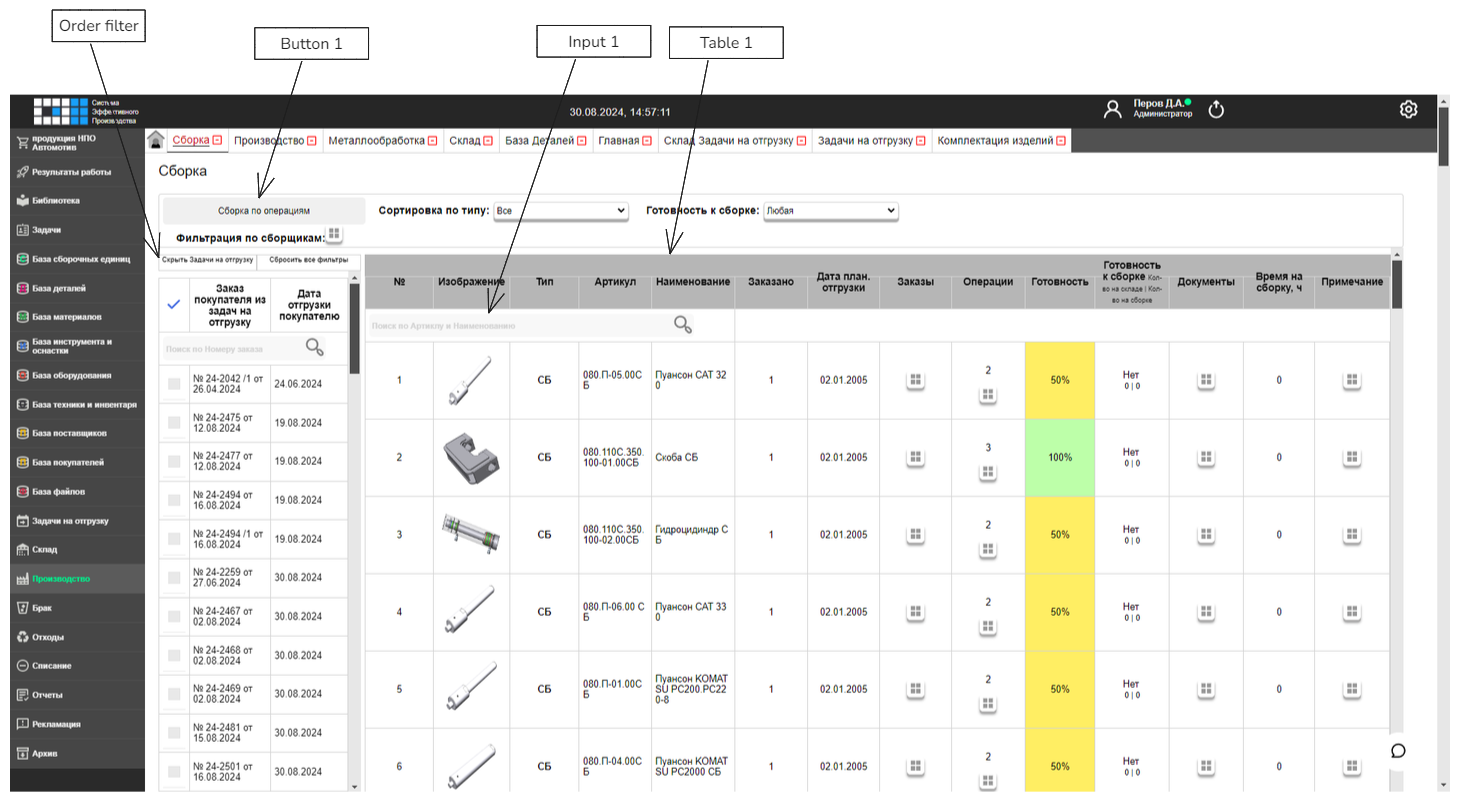 Order filter
Button 1
Input 1
Table 1
Система
Эффективного
Производства
30.08.2024, 14:57:11
Перов Д.А.
Администратор
продукция НПО
Автомотив
Результаты работы
Библиотека
Задачи
База сборочных единиц
База деталей
База материалов
База инструмента и
оснастки
База оборудования
База техники и инвентаря
База поставщиков
База покупателей
База файлов
Задачи на отгрузку
Склад
Производство
Брак
Отходы
Списание
Отчеты
Рекламация
Архив
Сборка
Производство
Металлообработка
Склад
База Деталей
Главная
Склад Задачи на отгрузку
Задачи на отгрузку
Комплектация изделий
Сборка
Сборка по операциям
Сортировка по типу: Все
Готовность к сборке: Любая
Фильтрация по сборщикам:
Скрыть Задачи на отгрузку
Сбросить все фильтры
Заказ
покупателя из
задач на
отгрузку
Дата
отгрузки
покупателю
Поиск по Номеру заказа
№ 24-2042 /1 от
26.04.2024
24.06.2024
№ 24-2475 от
12.08.2024
19.08.2024
№ 24-2477 от
12.08.2024
19.08.2024
№ 24-2494 от
16.08.2024
19.08.2024
№ 24-2494 /1 от
16.08.2024
19.08.2024
№ 24-2259 от
27.06.2024
30.08.2024
№ 24-2467 от
02.08.2024
30.08.2024
№ 24-2468 от
02.08.2024
30.08.2024
№ 24-2469 от
02.08.2024
30.08.2024
№ 24-2481 от
15.08.2024
30.08.2024
№ 24-2501 от
16.08.2024
30.08.2024
№
Изображение
Тип
Артикул
Наименование
Заказано
Дата план.
отгрузки
Заказы
Операции
Готовность
Готовность
к сборке Кол-
во на складе | Кол-
во на сборке
Документы
Время на
сборку, ч
Примечание
Поиск по Артиклу и Наименованию
1
СБ
080.П-05.00С
Б
Пуансон САТ 32
0
1
02.01.2005
2
50%
Нет
0 | 0
0
2
СБ
080.110С.350.
100-01.00СБ
Скоба СБ
1
02.01.2005
3
100%
Нет
0 | 0
0
3
СБ
080.110С.350.
100-02.00СБ
Гидроцидиндр С
Б
1
02.01.2005
2
50%
Нет
0 | 0
0
4
СБ
080.П-06.00 С
Б
Пуансон САТ 33
0
1
02.01.2005
2
50%
Нет
0 | 0
0
5
СБ
080.П-01.00С
Б
Пуансон KOMAT
SU PC200.PC22
0-8
1
02.01.2005
2
50%
Нет
0 | 0
0
6
СБ
080.П-04.00С
Б
Пуансон KOMAT
SU PC2000 СБ
1
02.01.2005
2
50%
Нет
0 | 0
0